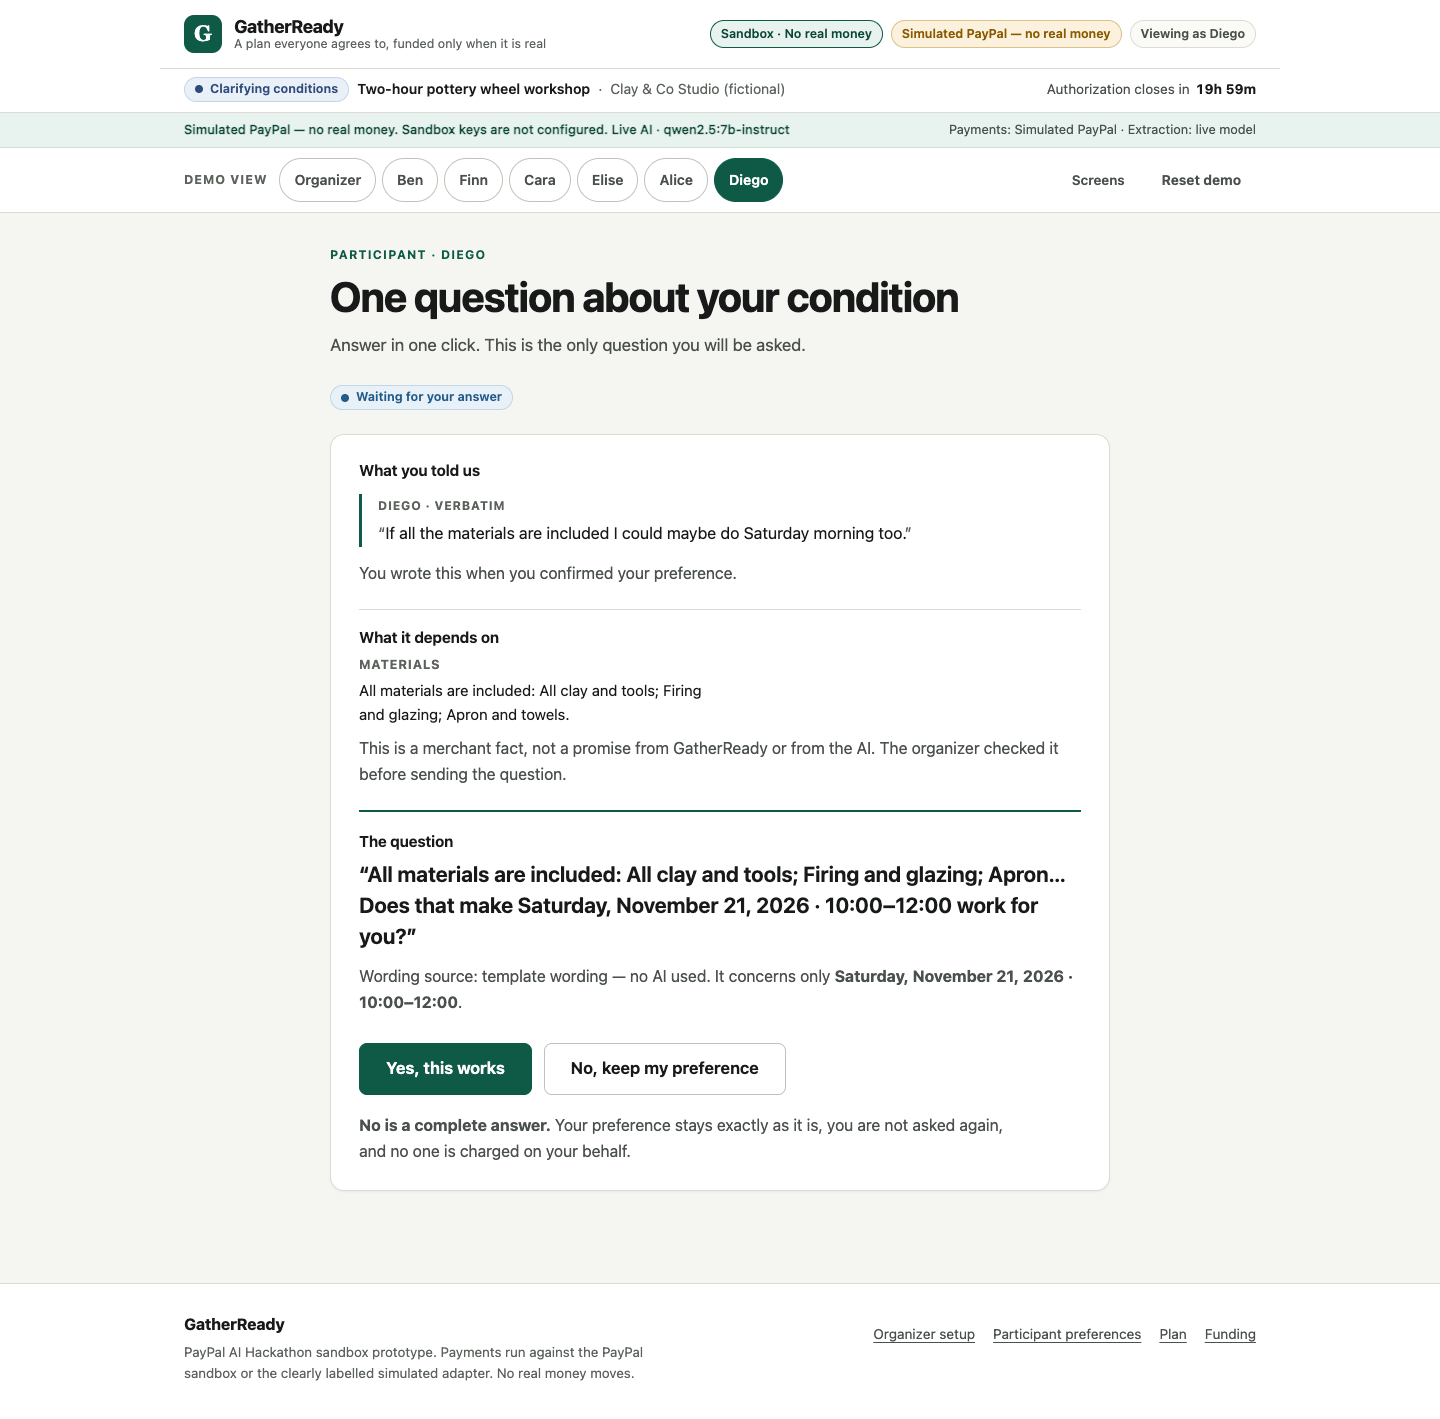 G
GatherReady
A plan everyone agrees to, funded only when it is real
Sandbox · No real money
Simulated PayPal — no real money
Viewing as Diego
Clarifying conditions
Two-hour pottery wheel workshop · Clay & Co Studio (fictional)
Authorization closes in 19h 59m
Simulated PayPal — no real money. Sandbox keys are not configured. Live AI · qwen2.5:7b-instruct
Payments: Simulated PayPal · Extraction: live model
DEMO VIEW
Organizer
Ben
Finn
Cara
Elise
Alice
Diego
Screens
Reset demo
PARTICIPANT · DIEGO
One question about your condition
Answer in one click. This is the only question you will be asked.
Waiting for your answer
What you told us
DIEGO · VERBATIM
“If all the materials are included I could maybe do Saturday morning too.”
You wrote this when you confirmed your preference.
What it depends on
MATERIALS
All materials are included: All clay and tools; Firing
and glazing; Apron and towels.
This is a merchant fact, not a promise from GatherReady or from the AI. The organizer checked it
before sending the question.
The question
“All materials are included: All clay and tools; Firing and glazing; Apron…
Does that make Saturday, November 21, 2026 · 10:00–12:00 work for
you?”
Wording source: template wording — no AI used. It concerns only Saturday, November 21, 2026 ·
10:00–12:00.
Yes, this works
No, keep my preference
No is a complete answer. Your preference stays exactly as it is, you are not asked again,
and no one is charged on your behalf.
GatherReady
PayPal AI Hackathon sandbox prototype. Payments run against the PayPal
sandbox or the clearly labelled simulated adapter. No real money moves.
Organizer setup
Participant preferences
Plan
Funding